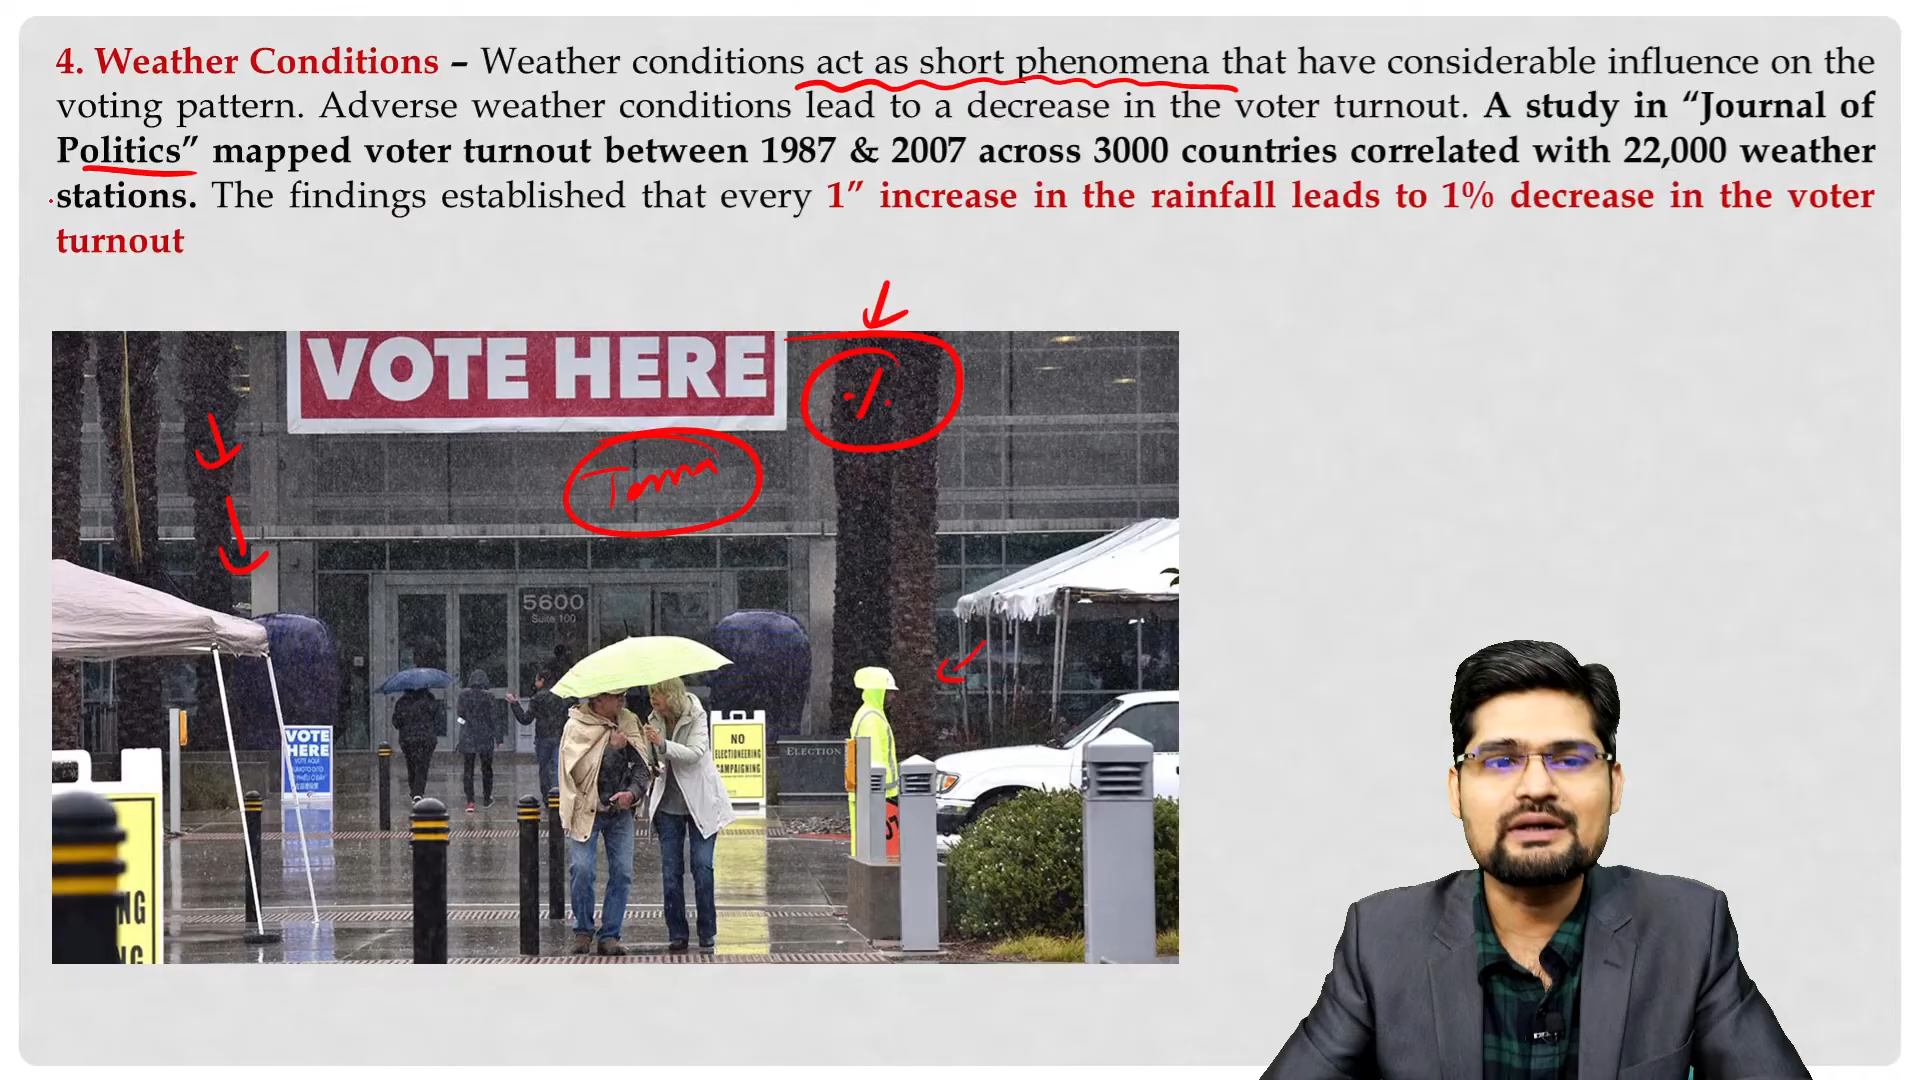 4. Weather Conditions – Weather conditions act as short phenomena that have considerable influence on the
voting pattern. Adverse weather conditions lead to a decrease in the voter turnout. A study in “Journal of
Politics” mapped voter turnout between 1987 & 2007 across 3000 countries correlated with 22,000 weather
stations. The findings established that every 1” increase in the rainfall leads to 1% decrease in the voter
turnout
VOTE HERE
%
5600
Suite 100
VOTE
HERE
NO
ELECTIONEERING
CAMPAIGNING
ELECTION
NG